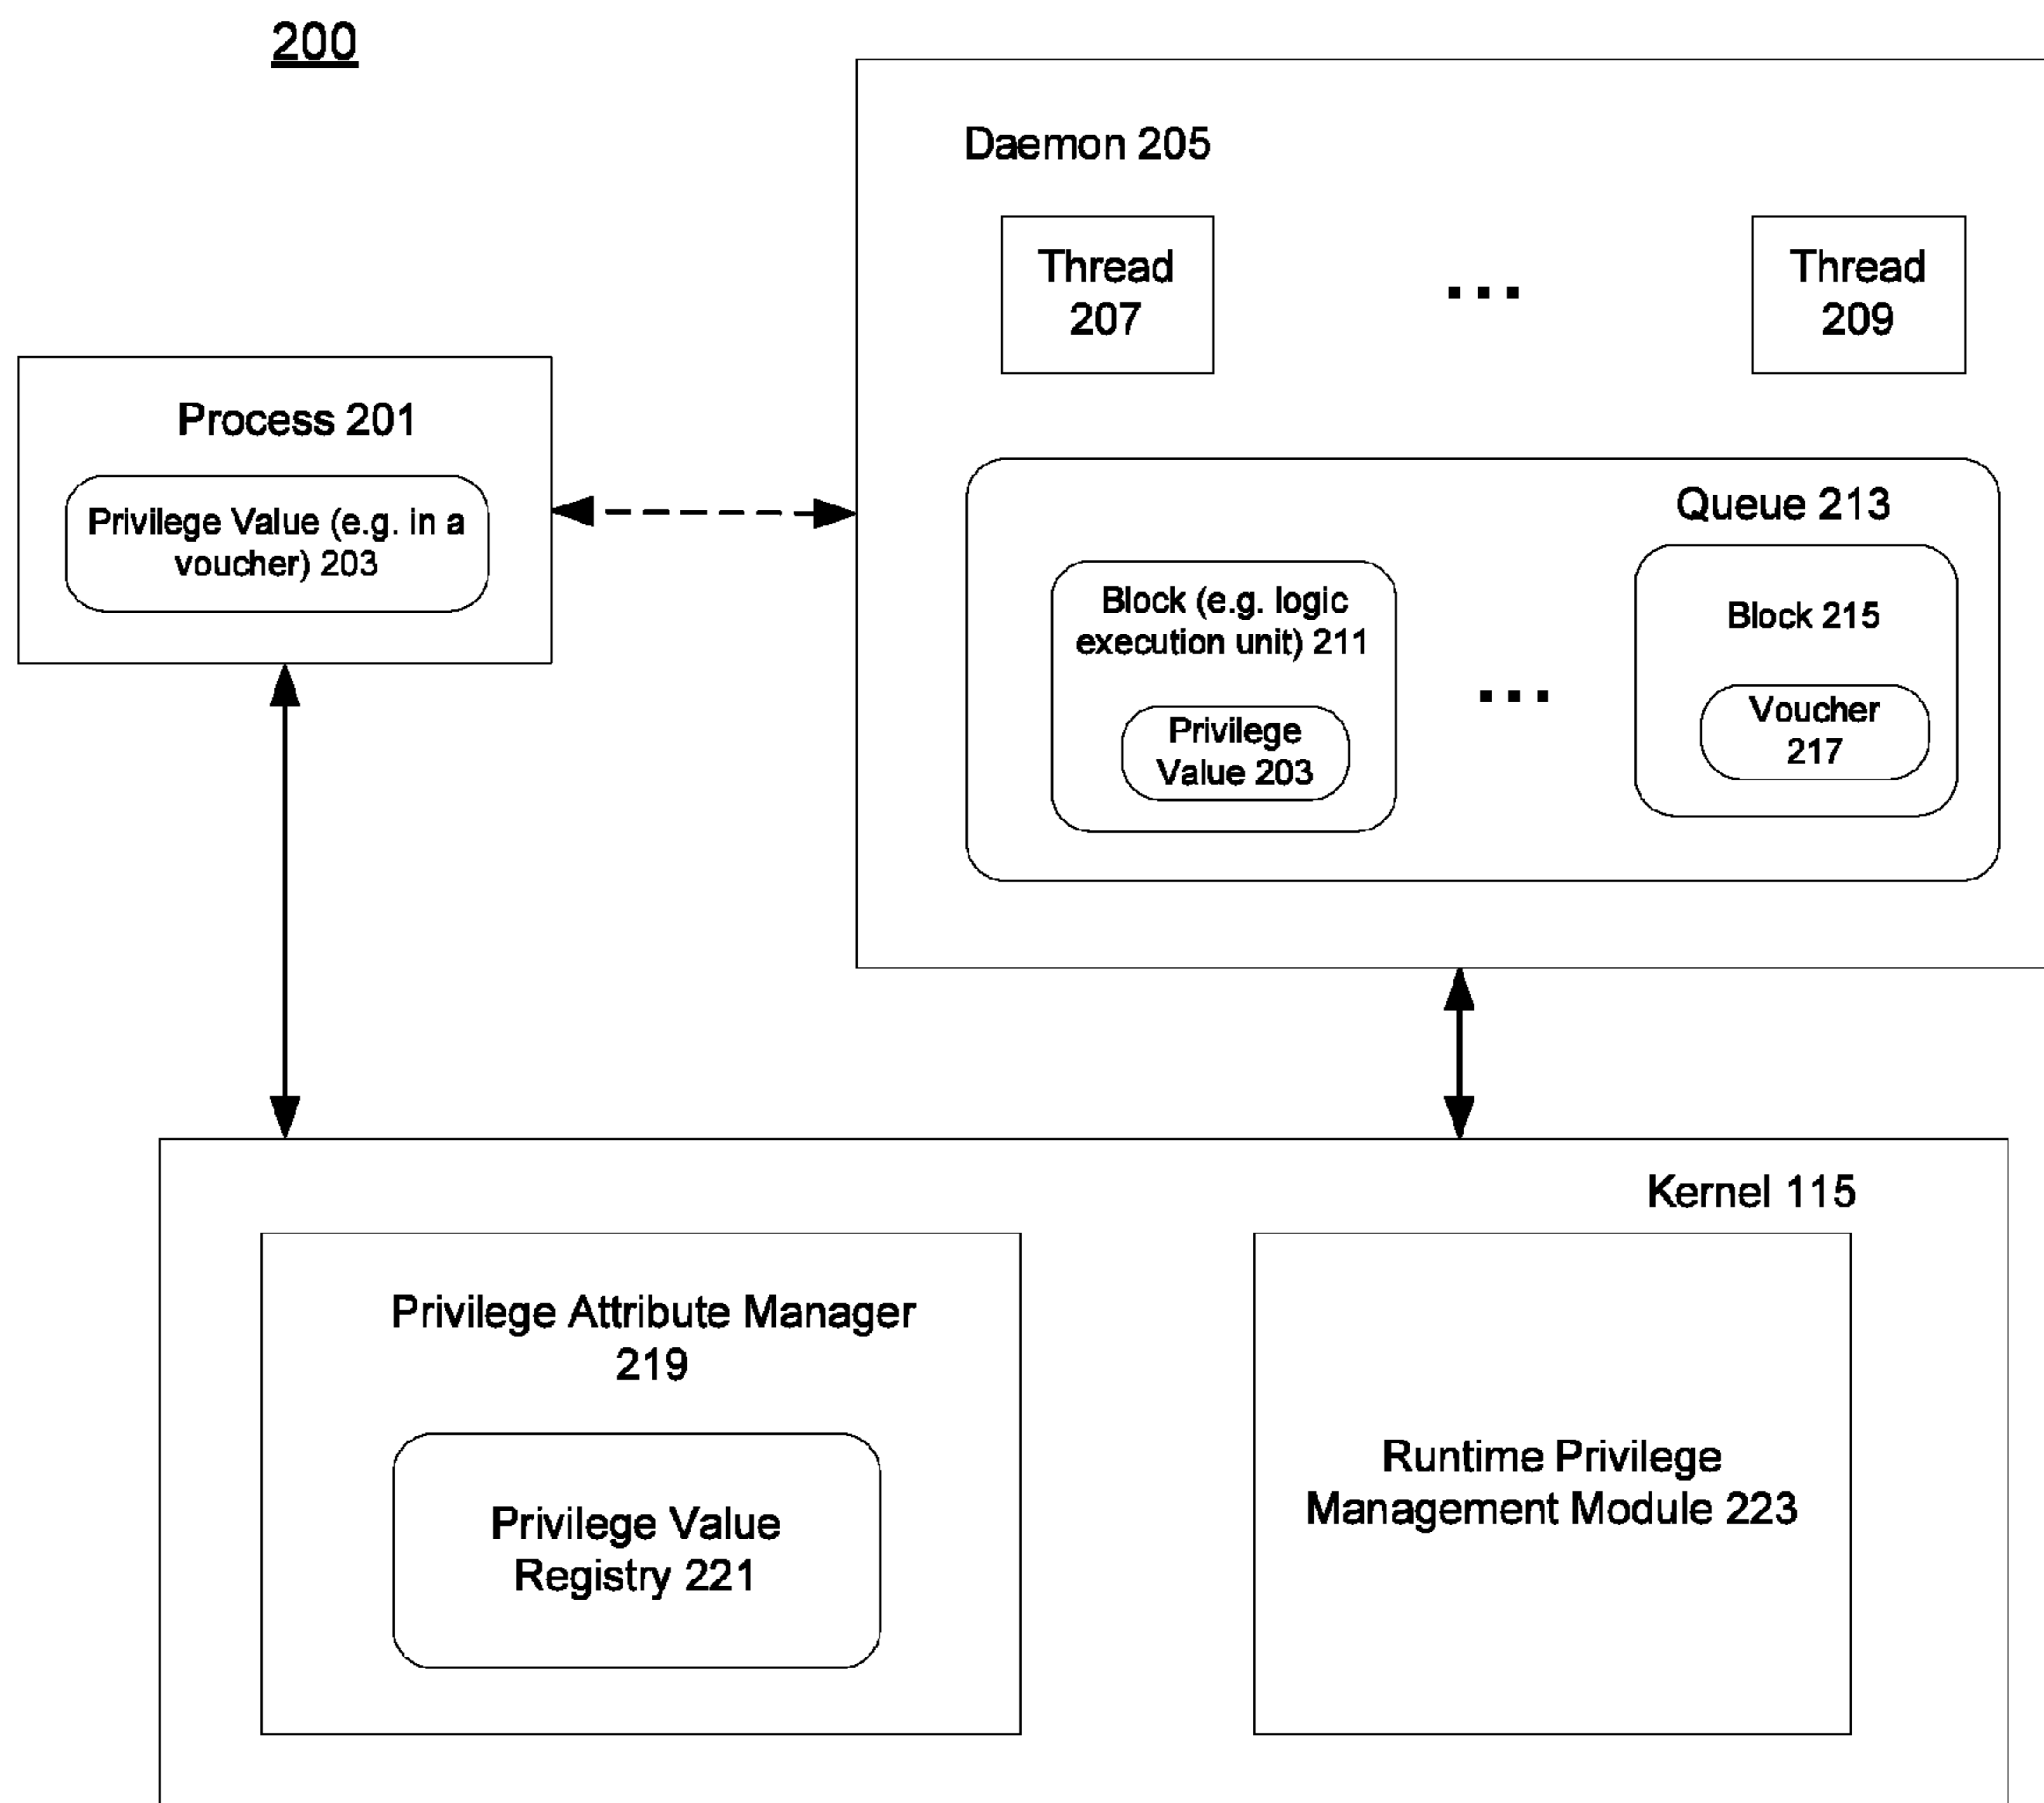 200
Daemon 205
Thread
207
...
Thread
209
Process 201
Privilege Value (e.g. in a
voucher) 203
Queue 213
Block (e.g. logic
execution unit) 211
Privilege
Value 203
...
Block 215
Voucher
217
Kernel 115
Privilege Attribute Manager
219
Privilege Value
Registry 221
Runtime Privilege
Management Module 223